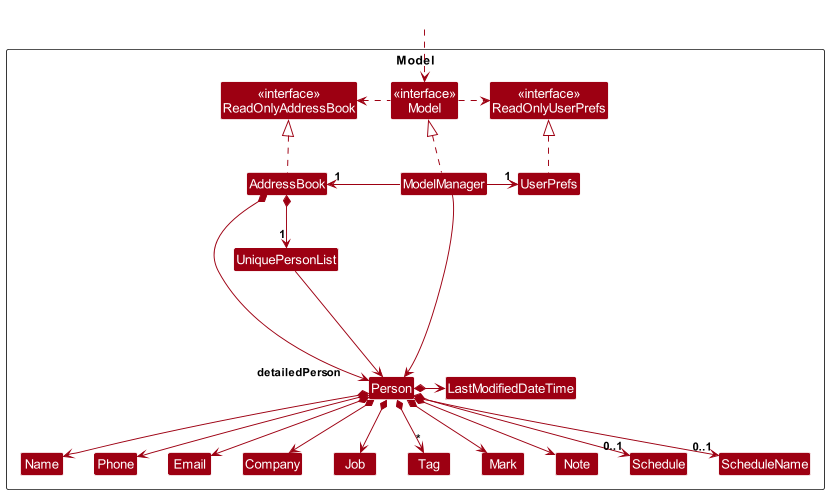 Model
«interface»
ReadOnlyAddressBook
«interface»
Model
«interface»
ReadOnlyUserPrefs
AddressBook
1
ModelManager
1
UserPrefs
1
UniquePersonList
detailedPerson
Person
LastModifiedDateTime
*
0..1
0..1
Name
Phone
Email
Company
Job
Tag
Mark
Note
Schedule
ScheduleName